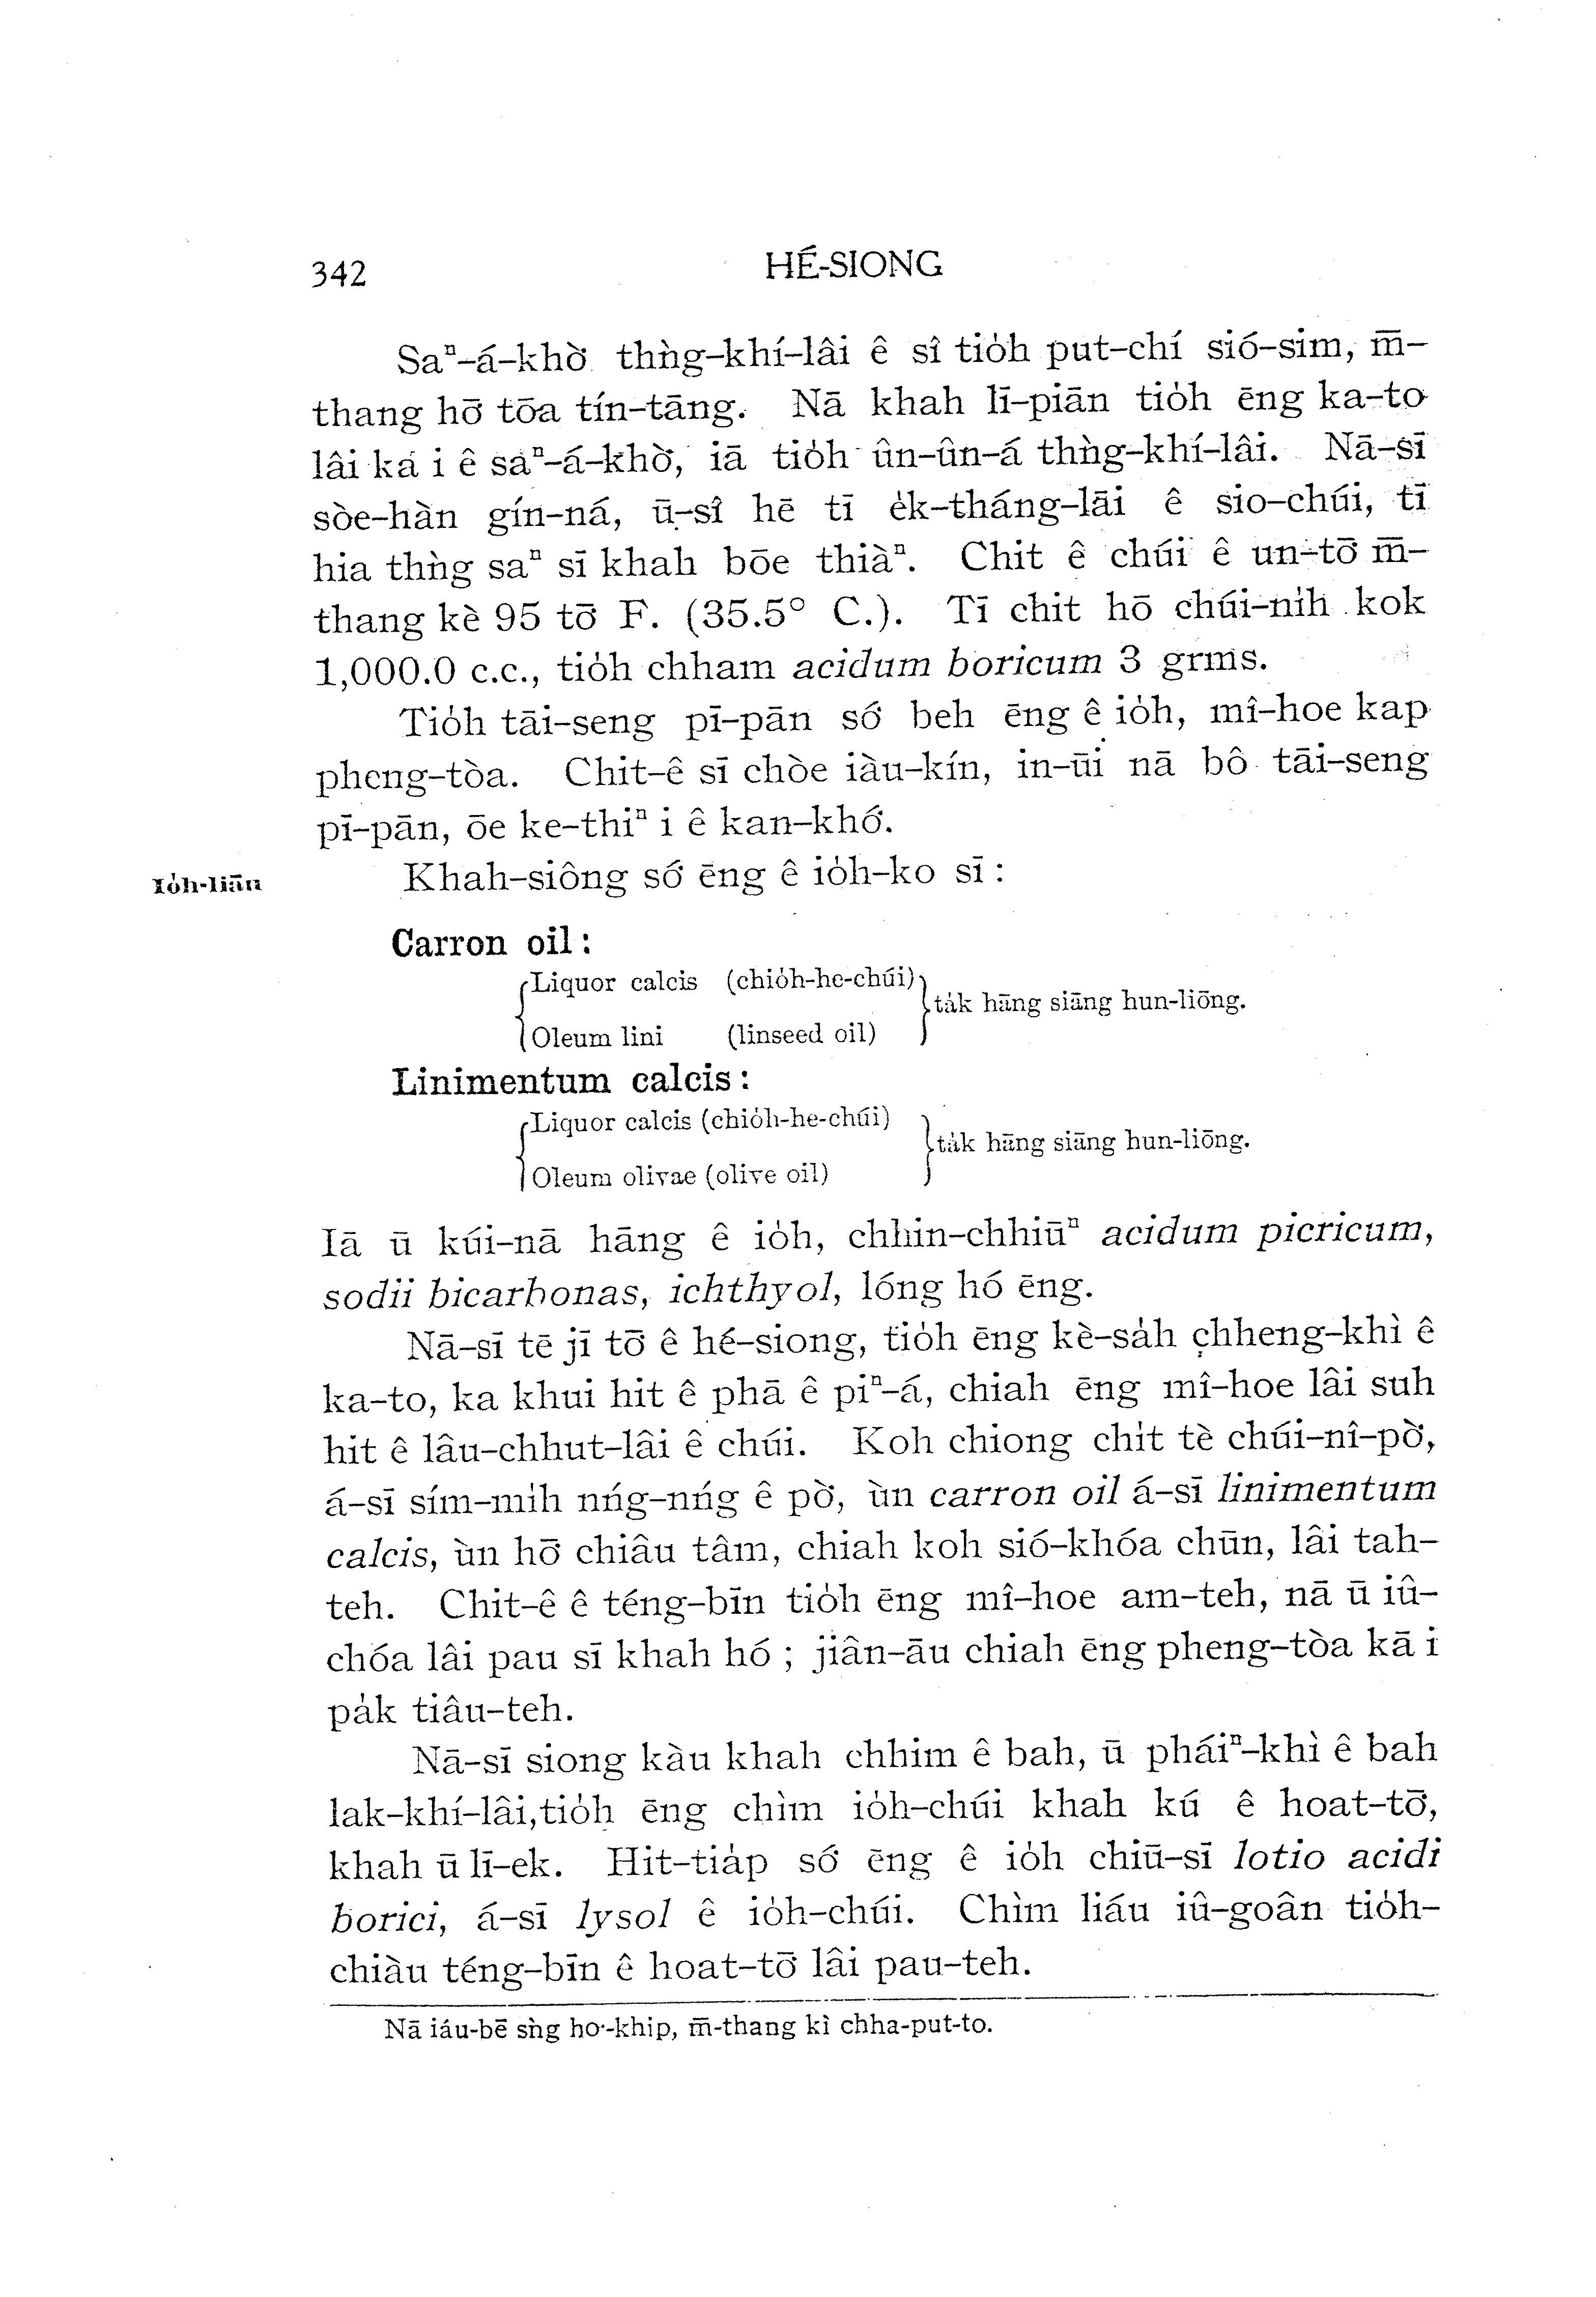 342 HÉ-SIONG
Saⁿ-á-khò͘ thǹg-khí-lâi ê sî tio̍h put-chí sió-sim, m̄-
thang hō͘ tōa tín-tāng. Nā khah lī-piān tio̍h ēng ka-to
lâi ka i ê saⁿ-á-khò͘, iā tio̍h ûn-ûn-á thǹg-khí-lâi. Nā-sī
sòe-hàn gín-ná, ū-sî hē tī e̍k-tháng-lāi ê sio-chúi, tī
hia thǹg saⁿ sī khah bōe thiàⁿ. Chit ê chúi ê un-tō͘ m̄-
thang kè 95 tō͘ F. (35.5° C.). Tī chit hō chúi-nih kok
1,000.0 c.c., tio̍h chham acidum boricum 3 grms.
Tio̍h tāi-seng pī-pān só͘ beh ēng ê io̍h, mî-hoe kap
pheng-tòa. Chit-ê sī chòe iàu-kín, in-ūi nā bô tāi-seng
pī-pān, ōe ke-thiⁿ i ê kan-khó͘.
Io̍h-liāu Khah-siông só͘ ēng ê io̍h-ko sī :
Carron oil :
Liquor calcis (chio̍h-he-chúi)
ta̍k hāng siāng hun-liōng.
Oleum lini (linseed oil)
Linimentum calcis :
Liquor calcis (chio̍h-he-chúi)
ta̍k hāng siāng hun-liōng.
Oleum olivae (olive oil)
Iā ū kúi-nā hāng ê io̍h, chhin-chhiūⁿ acidum picricum,
sodii bicarbonas, ichthyol, lóng hó ēng.
Nā-sī tē jī tō͘ ê hé-siong, tio̍h ēng kè-sa̍h chheng-khì ê
ka-to, ka khui hit ê phā ê piⁿ-á, chiah ēng mî-hoe lâi suh
hit ê lâu-chhut-lâi ê chúi. Koh chiong chit tè chúi-nî-pò͘,
á-sī sím-mih nńg-nńg ê pò͘, ùn carron oil á-sī linimentum
calcis, ùn hō͘ chiâu tâm, chiah koh sió-khóa chūn, lâi tah-
teh. Chit-ê ê téng-bīn tio̍h ēng mî-hoe am-teh, nā ū iû-
chóa lâi pau sī khah hó ; jiân-āu chiah ēng pheng-tòa kā i
pa̍k tiâu-teh.
Nā-sī siong kàu khah chhim ê bah, ū pháiⁿ-khì ê bah
lak-khí-lâi, tio̍h ēng chìm io̍h-chúi khah kú ê hoat-tō͘,
khah ū lī-ek. Hit-tia̍p só͘ ēng ê io̍h chiū-sī lotio acidi
borici, á-sī lysol ê io̍h-chúi. Chìm liáu iû-goân tio̍h-
chiàu téng-bīn ê hoat-tō͘ lâi pau-teh.
Nā iáu-bē sǹg ho͘-khip, m̄-thang kì chha-put-to.